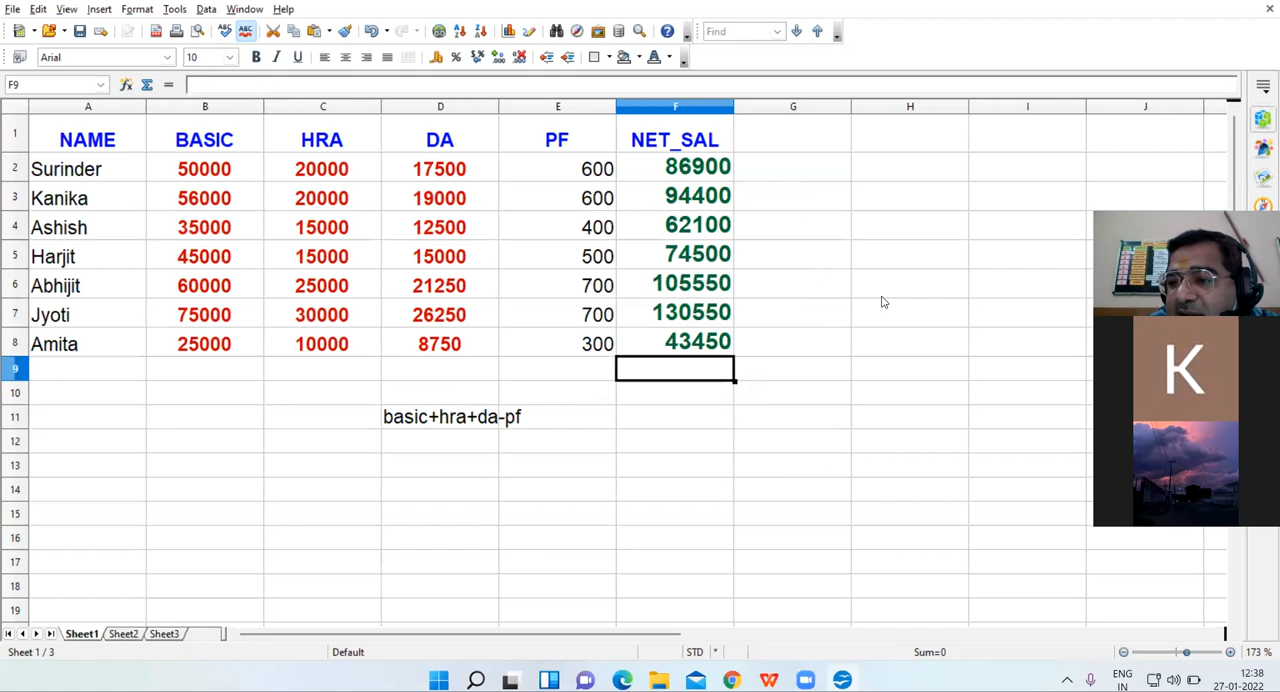 File Edit View Insert Format Tools Data Window Help
Find
Arial 10
F9
A B C D E F G H I J
1 NAME BASIC HRA DA PF NET_SAL
2 Surinder 50000 20000 17500 600 86900
3 Kanika 56000 20000 19000 600 94400
4 Ashish 35000 15000 12500 400 62100
5 Harjit 45000 15000 15000 500 74500
6 Abhijit 60000 25000 21250 700 105550
7 Jyoti 75000 30000 26250 700 130550
8 Amita 25000 10000 8750 300 43450
9
10
11 basic+hra+da-pf
12
13
14
15
16
17
18
19
K
Sheet1 Sheet2 Sheet3
Sheet 1 / 3 Default STD * Sum=0 173 %
ENG
IN
12:38
27-01-2022